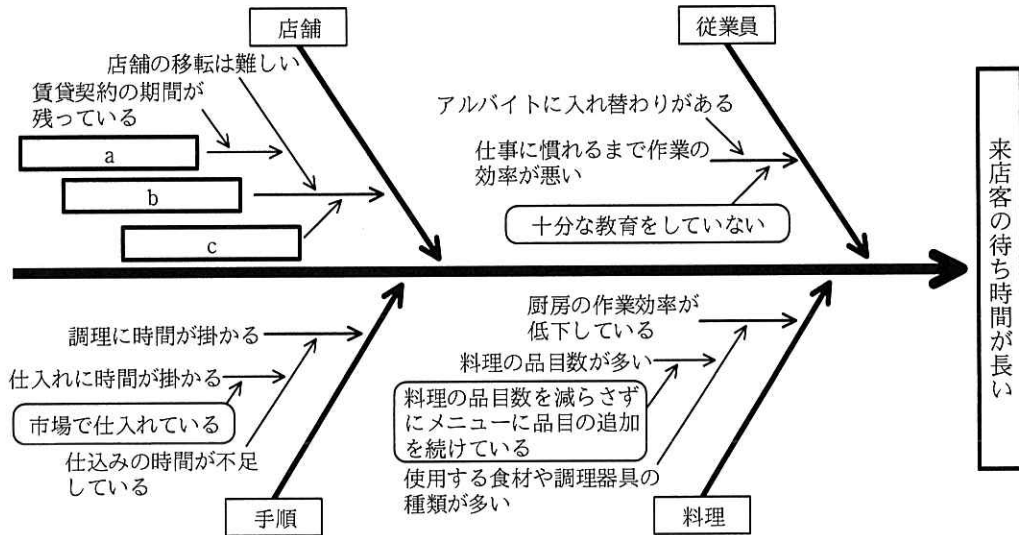 店舗
従業員
店舗の移転は難しい
賃貸契約の期間が
残っている
a
b
c
アルバイトに入れ替わりがある
仕事に慣れるまで作業の
効率が悪い
十分な教育をしていない
来店客の待ち時間が長い
調理に時間が掛かる
仕入れに時間が掛かる
市場で仕入れている
仕込みの時間が不足
している
手順
厨房の作業効率が
低下している
料理の品目数が多い
料理の品目数を減らさず
にメニューに品目の追加
を続けている
使用する食材や調理器具の
種類が多い
料理